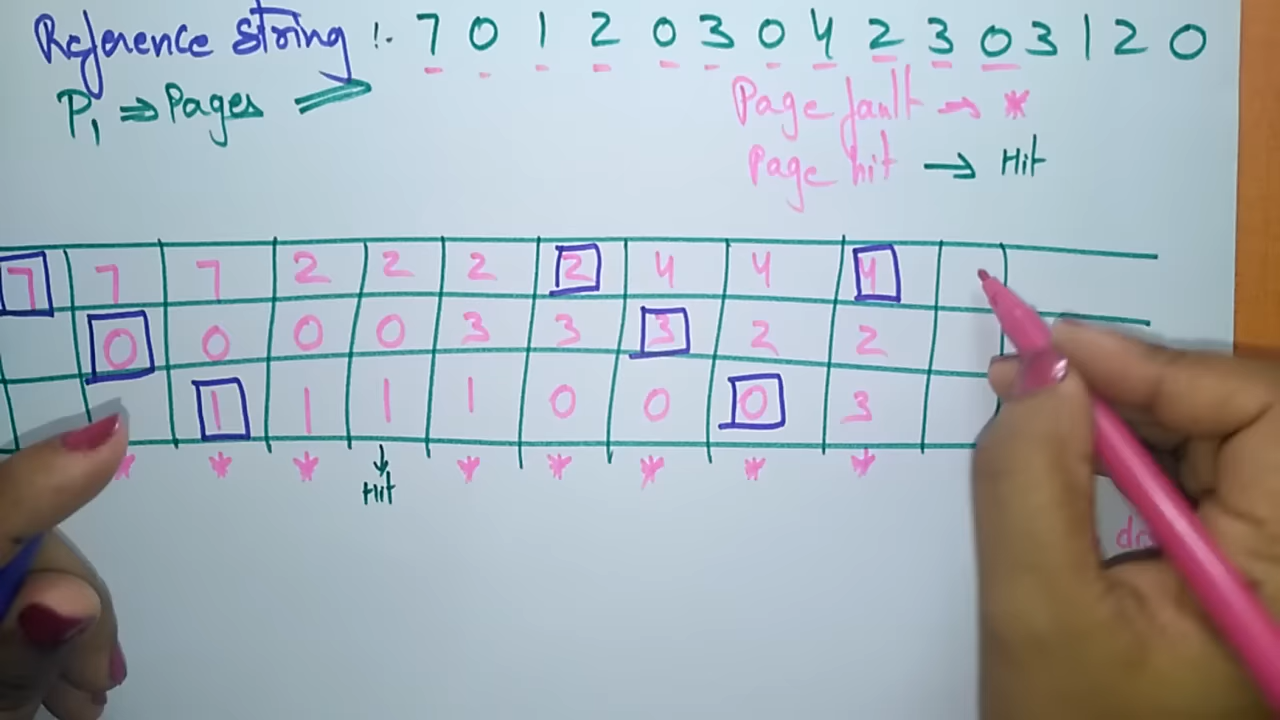 Reference string :- 7 0 1 2 0 3 0 4 2 3 0 3 1 2 0
P1 ⇒ Pages ⇒
Page fault → *
Page hit → Hit
7 7 7 2 2 2 2 4 4 4
0 0 0 0 3 3 3 2 2
1 1 1 1 0 0 0 3
* * * * * * * *
Hit